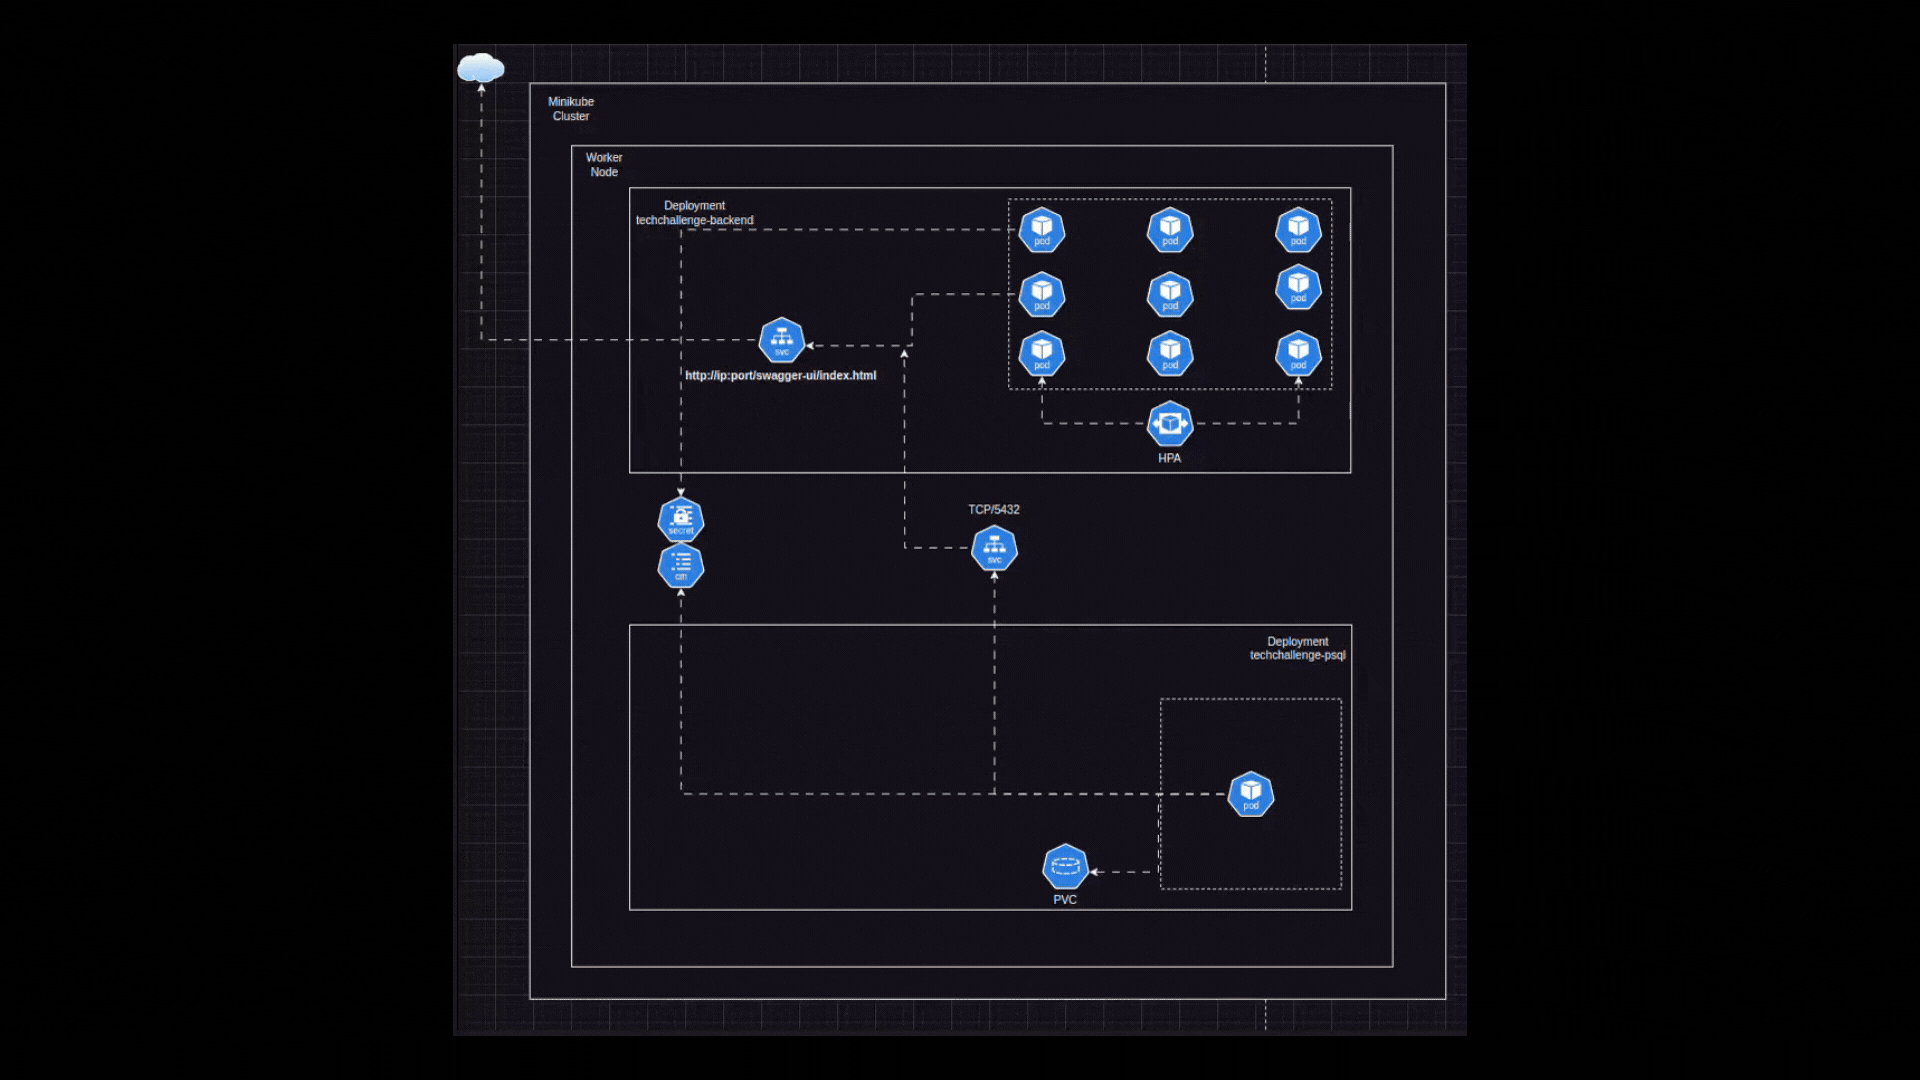 Minikube
Cluster
Worker
Node
Deployment
techchallenge-backend
pod
pod
pod
pod
pod
pod
svc
http://ip:port/swagger-ui/index.html
pod
pod
pod
HPA
secret
cm
TCP/5432
svc
Deployment
techchallenge-psql
pod
PVC